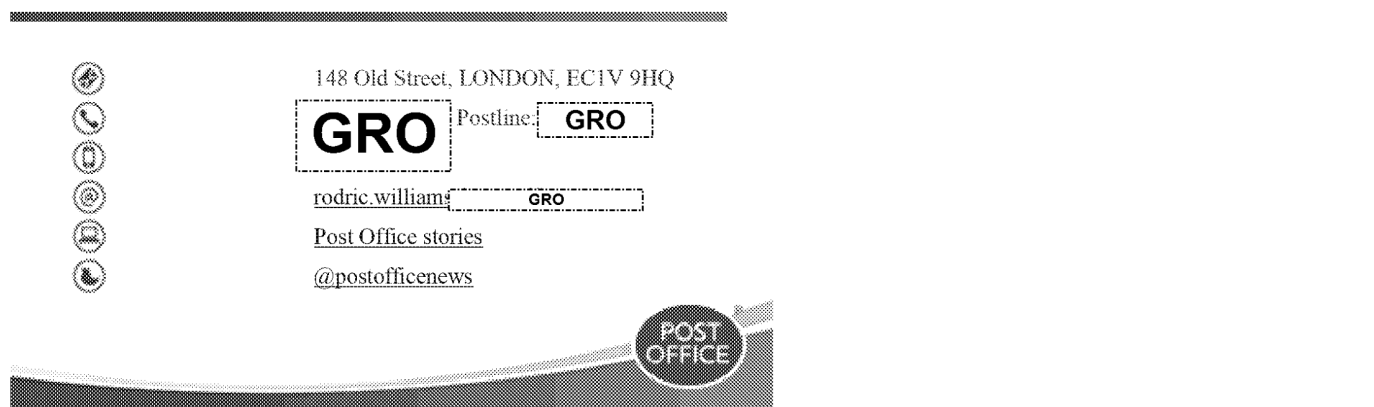 148 Old Street, LONDON, EC1V 9HQ
GRO Postline: GRO
rodric.williams GRO
Post Office stories
@postofficenews
POST
OFFICE